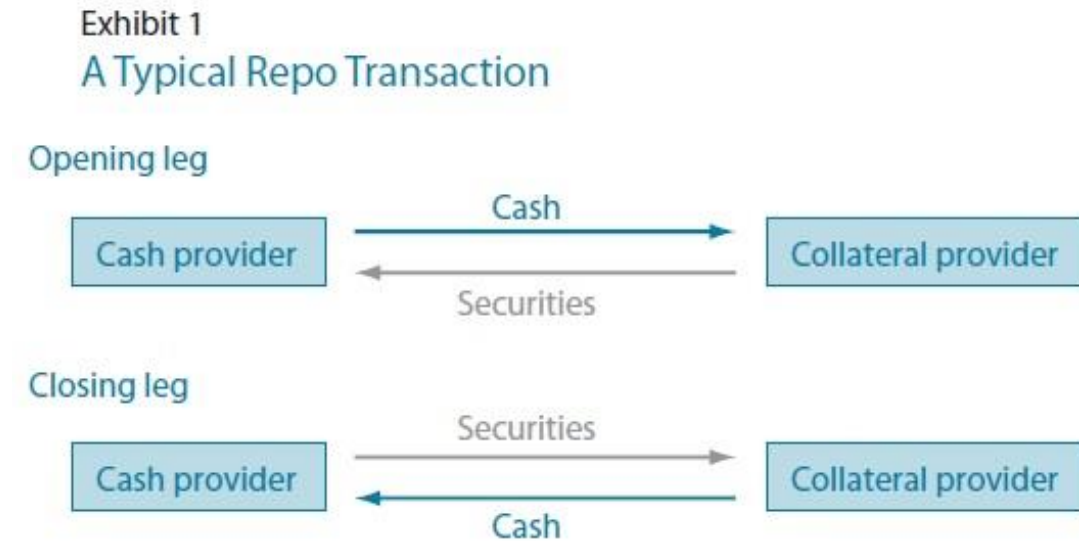 Exhibit 1
A Typical Repo Transaction
Opening leg
Cash
Cash provider
Collateral provider
Securities
Closing leg
Securities
Cash provider
Collateral provider
Cash